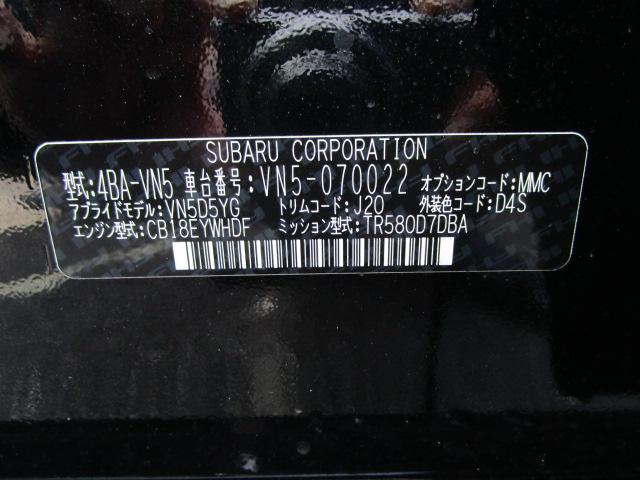 SUBARU CORPORATION
型式:4BA-VN5 車台番号:VN5-070022 オプションコード:MMC
アプライドモデル:VN5D5YG トリムコード:J20 外装色コード:D4S
エンジン型式:CB18EYWHDF ミッション型式:TR580D7DBA